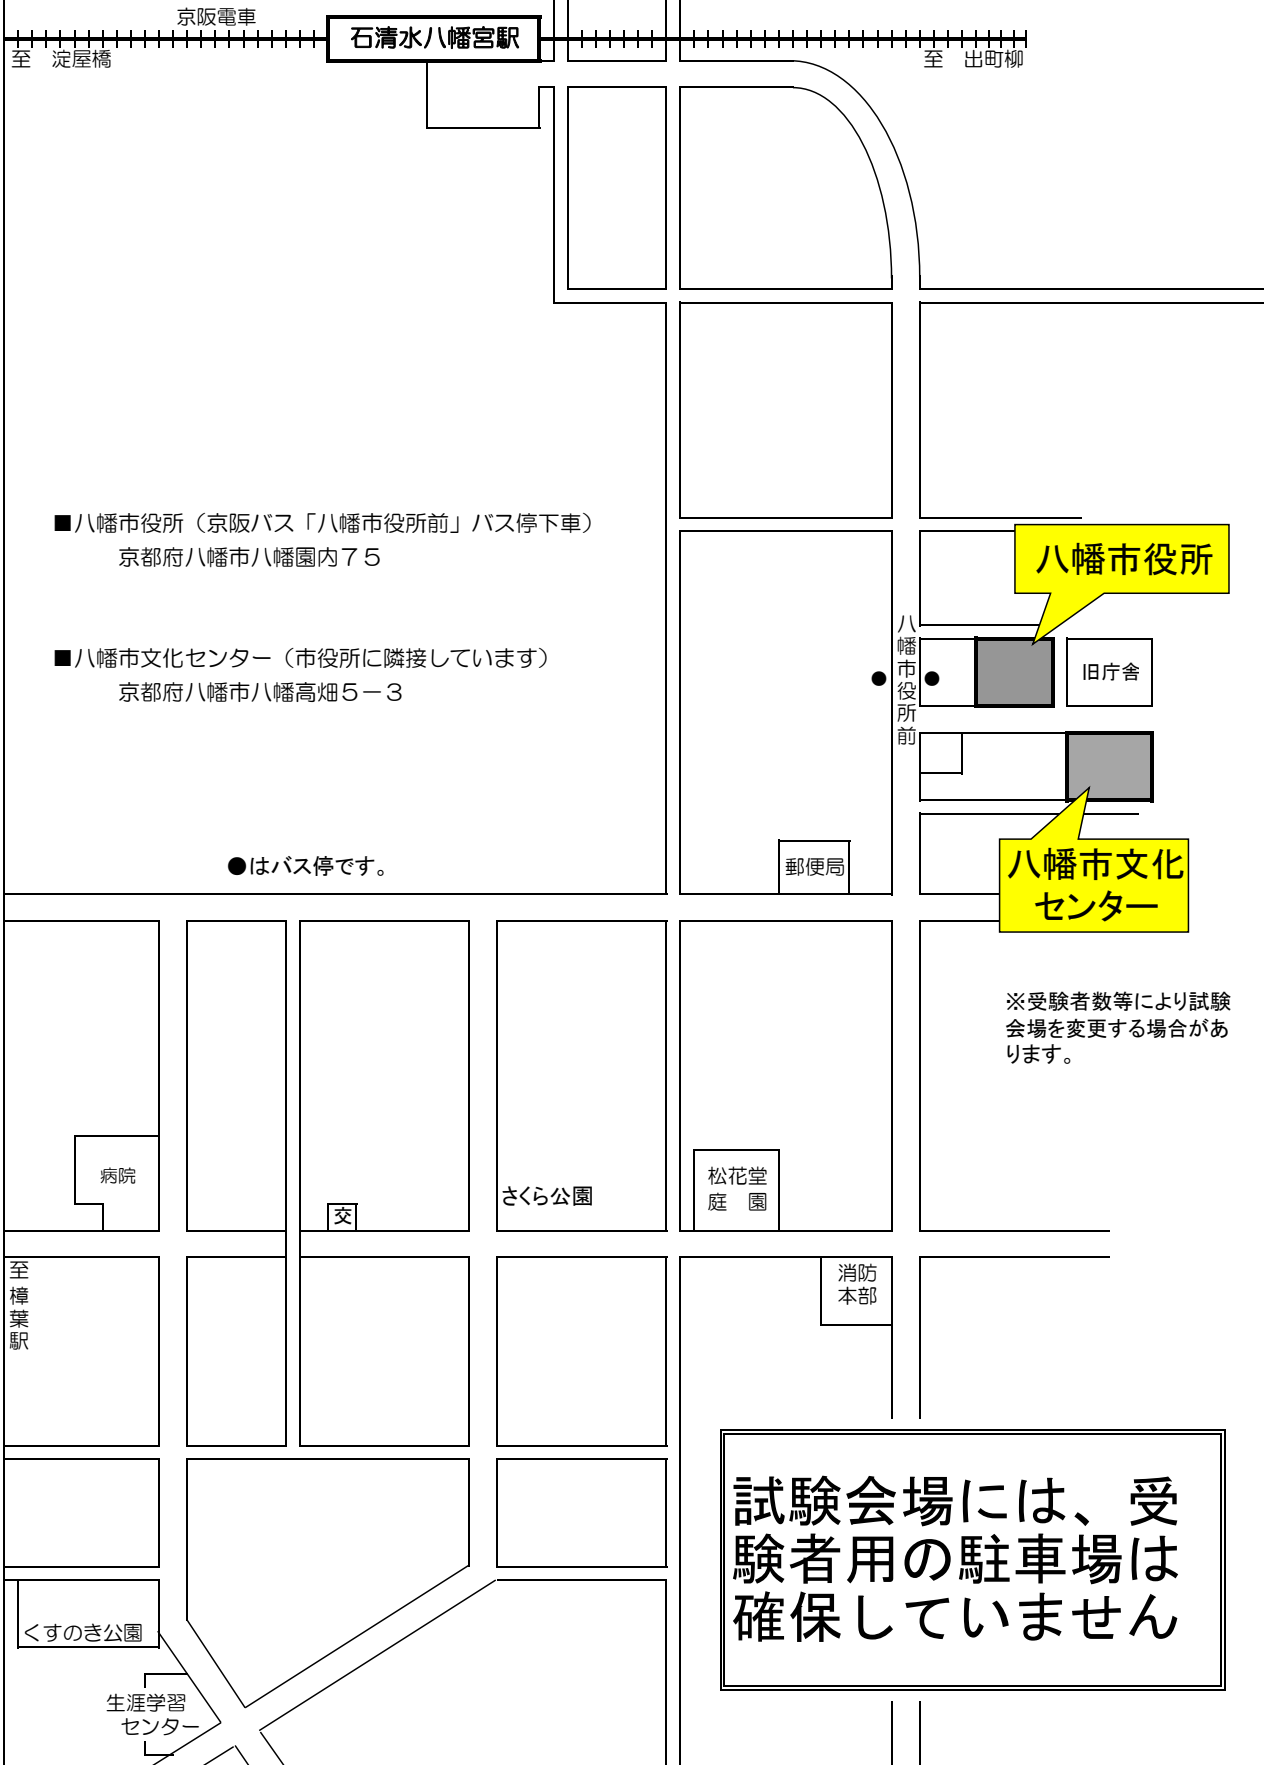 京阪電車
石清水八幡宮駅
至　淀屋橋
至　出町柳
■八幡市役所（京阪バス「八幡市役所前」バス停下車）
京都府八幡市八幡園内７５
八幡市役所
■八幡市文化センター（市役所に隣接しています）
京都府八幡市八幡高畑５－３
八幡市役所前
●
●
旧庁舎
●はバス停です。
郵便局
八幡市文化
センター
※受験者数等により試験
会場を変更する場合があ
ります。
病院
交
さくら公園
松花堂
庭　園
至樟葉駅
消防
本部
試験会場には、受
験者用の駐車場は
確保していません
くすのき公園
生涯学習
センター